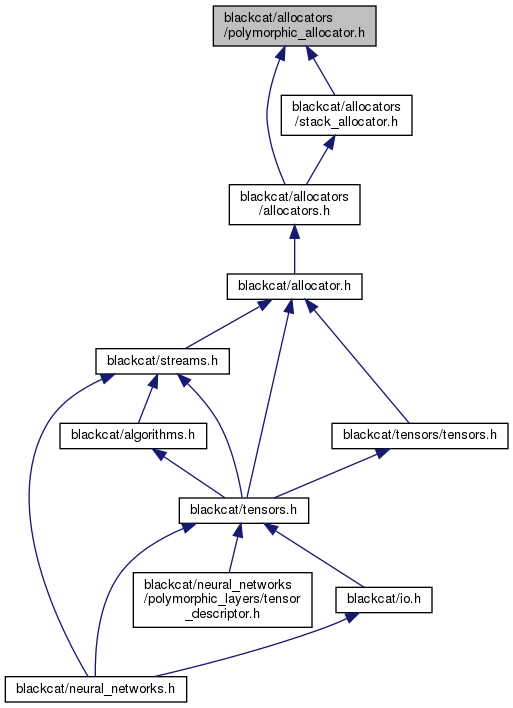 blackcat/allocators
/polymorphic_allocator.h
blackcat/allocators
/stack_allocator.h
blackcat/allocators
/allocators.h
blackcat/allocator.h
blackcat/streams.h
blackcat/algorithms.h
blackcat/tensors/tensors.h
blackcat/tensors.h
blackcat/neural_networks
/polymorphic_layers/tensor
_descriptor.h
blackcat/io.h
blackcat/neural_networks.h